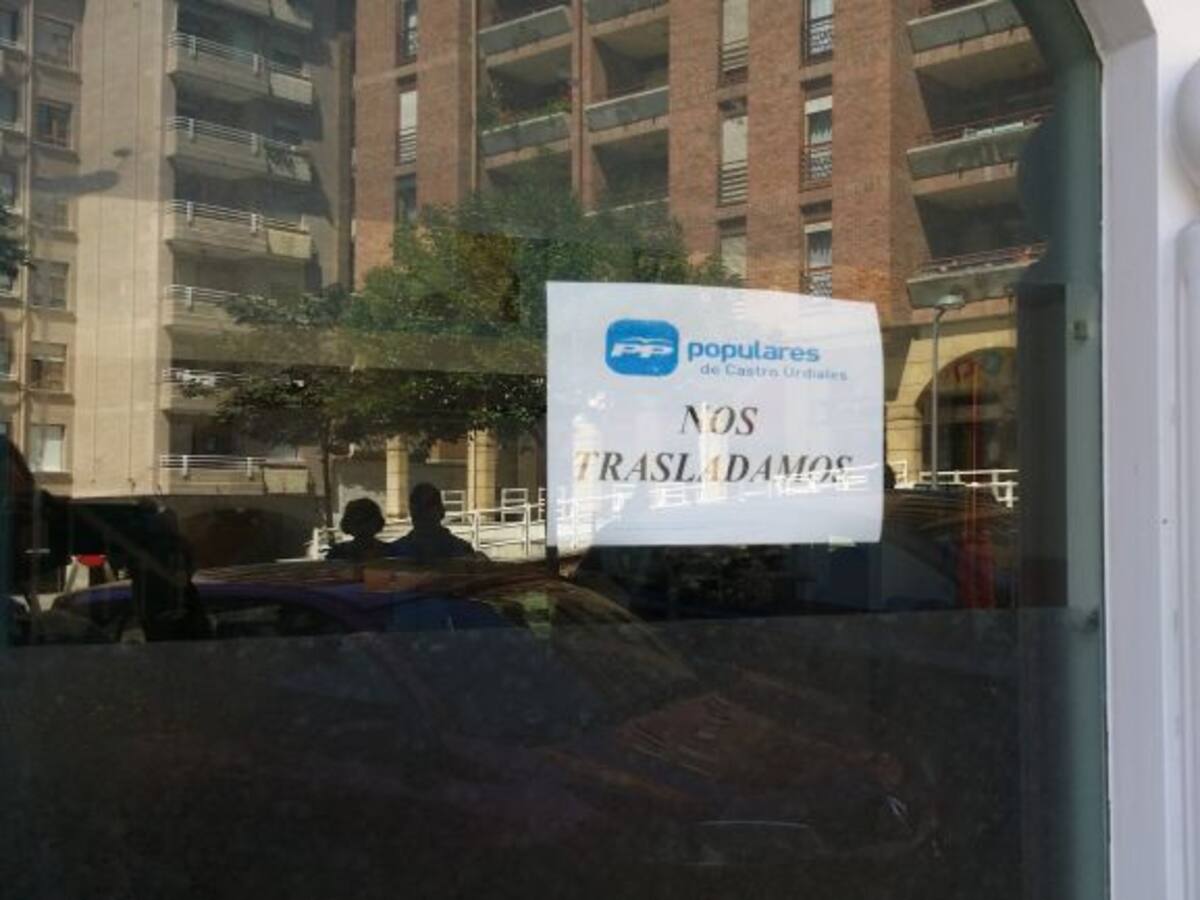 PP populares
de Castro Urdiales
NOS
TRASLADAMOS